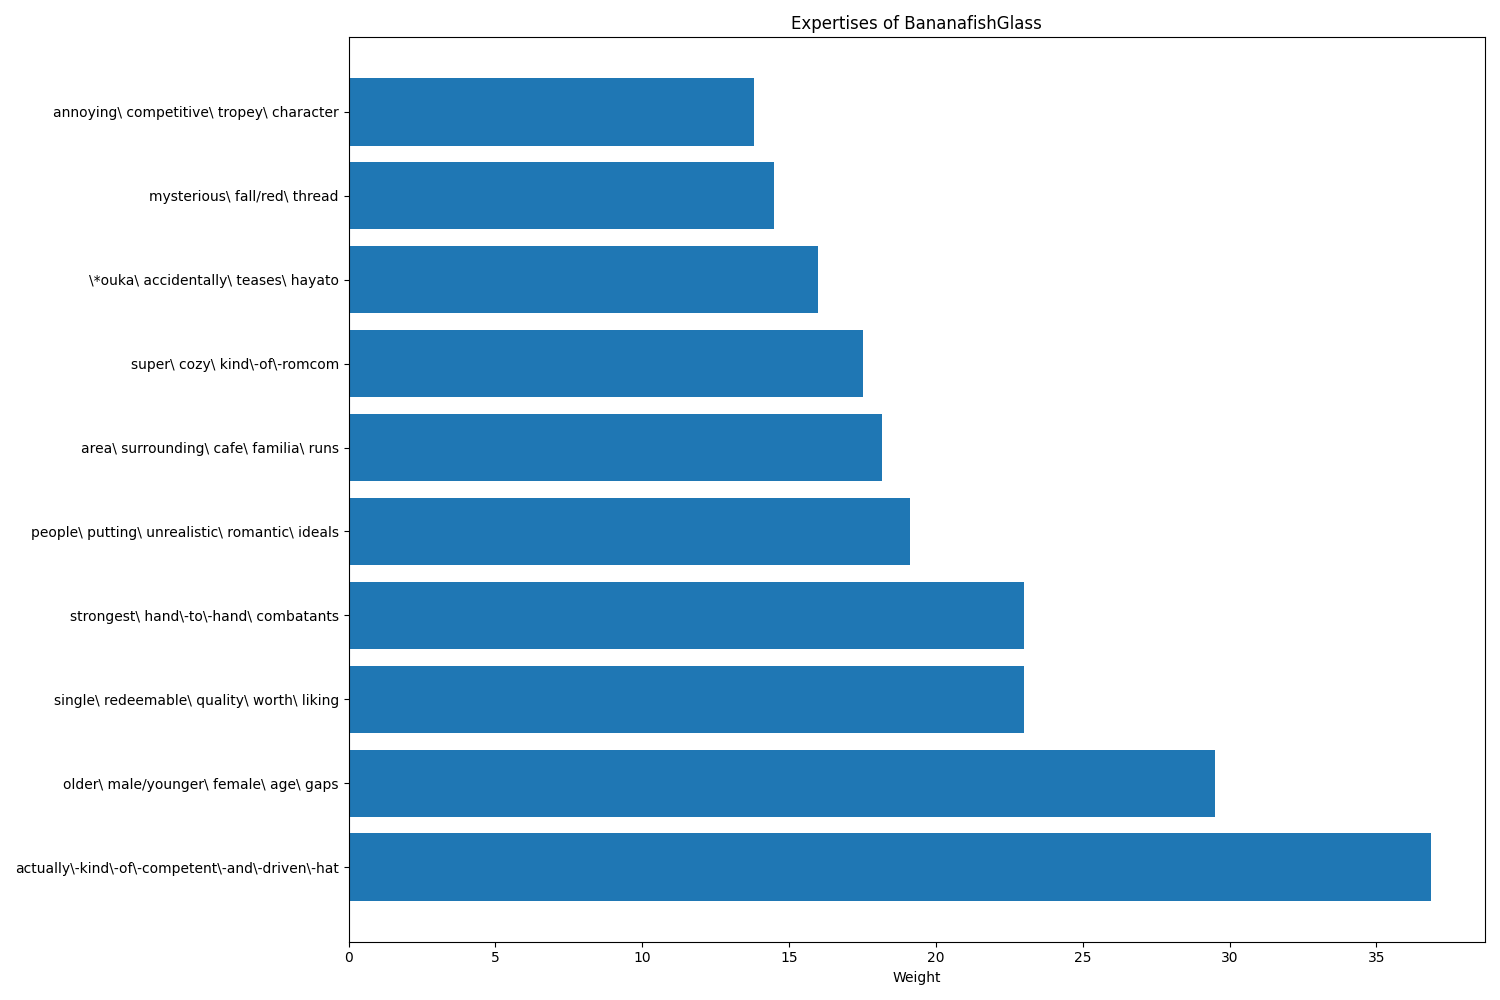 Expertises of BananafishGlass
annoying\ competitive\ tropey\ character
mysterious\ fall/red\ thread
\*ouka\ accidentally\ teases\ hayato
super\ cozy\ kind\-of\-romcom
area\ surrounding\ cafe\ familia\ runs
people\ putting\ unrealistic\ romantic\ ideals
strongest\ hand\-to\-hand\ combatants
single\ redeemable\ quality\ worth\ liking
older\ male/younger\ female\ age\ gaps
actually\-kind\-of\-competent\-and\-driven\-hat
0 5 10 15 20 25 30 35
Weight